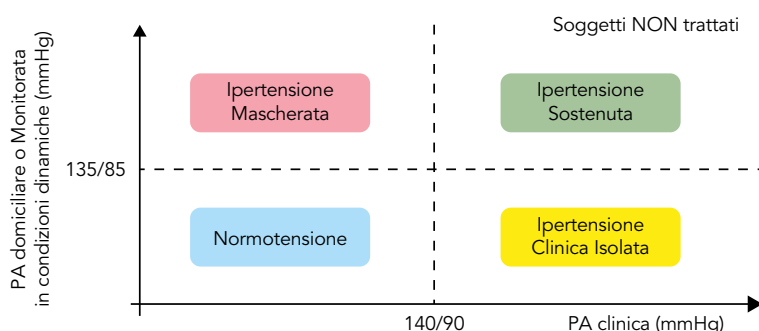 Soggetti NON trattati
PA domiciliare o Monitorata
in condizioni dinamiche (mmHg)
Ipertensione
Mascherata
Ipertensione
Sostenuta
135/85
Normotensione
Ipertensione
Clinica Isolata
140/90
PA clinica (mmHg)